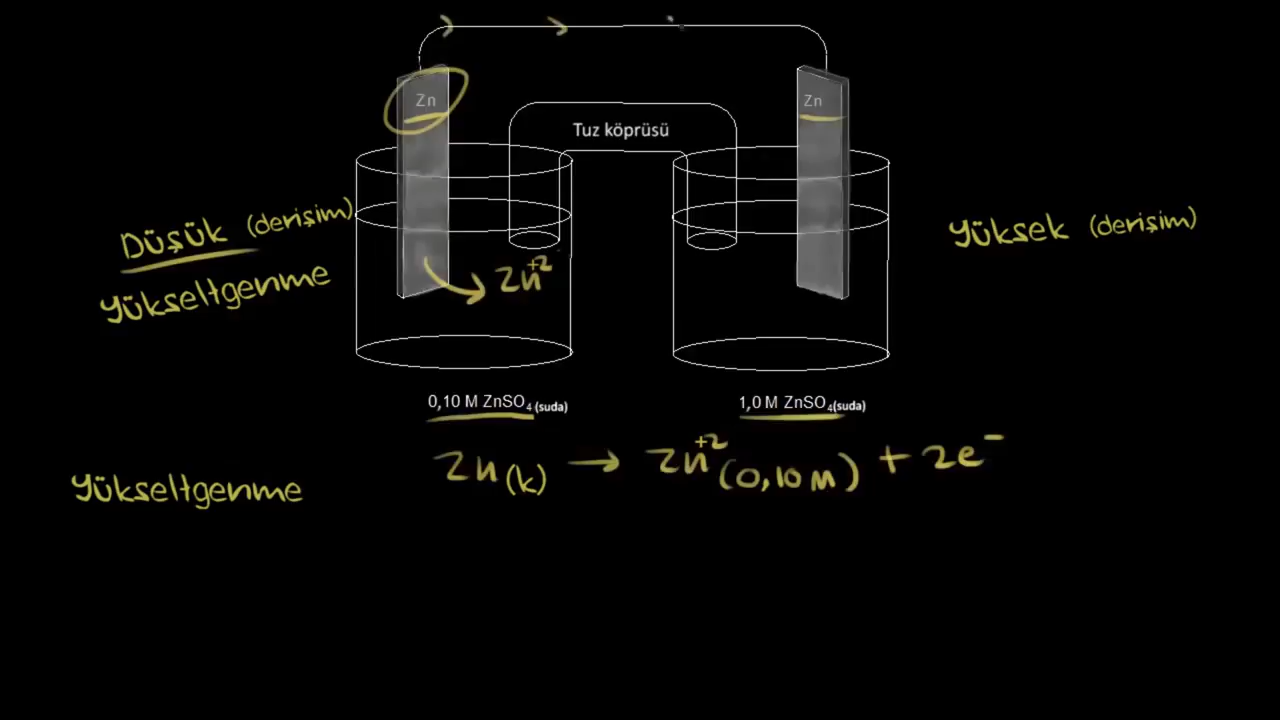 Zn
Zn
Tuz köprüsü
Düşük (derişim)
Yüksek (derişim)
Yükseltgenme
Zn+2
0,10 M ZnSO4(suda)
1,0 M ZnSO4(suda)
Yükseltgenme Zn(k) → Zn+2(0,10M) + 2e−